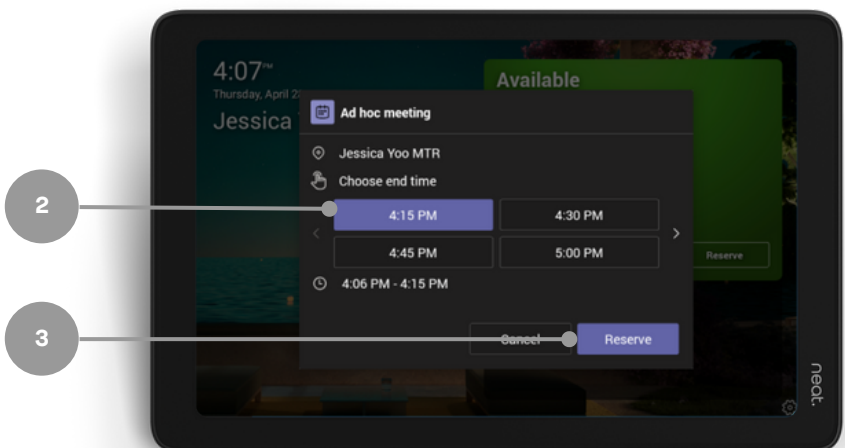 4:07 PM
Thursday, April
Jessica
Available
Ad hoc meeting
Jessica Yoo MTR
Choose end time
2
4:15 PM
4:30 PM
4:45 PM
5:00 PM
Reserve
4:06 PM - 4:15 PM
3
Cancel
Reserve
neat.